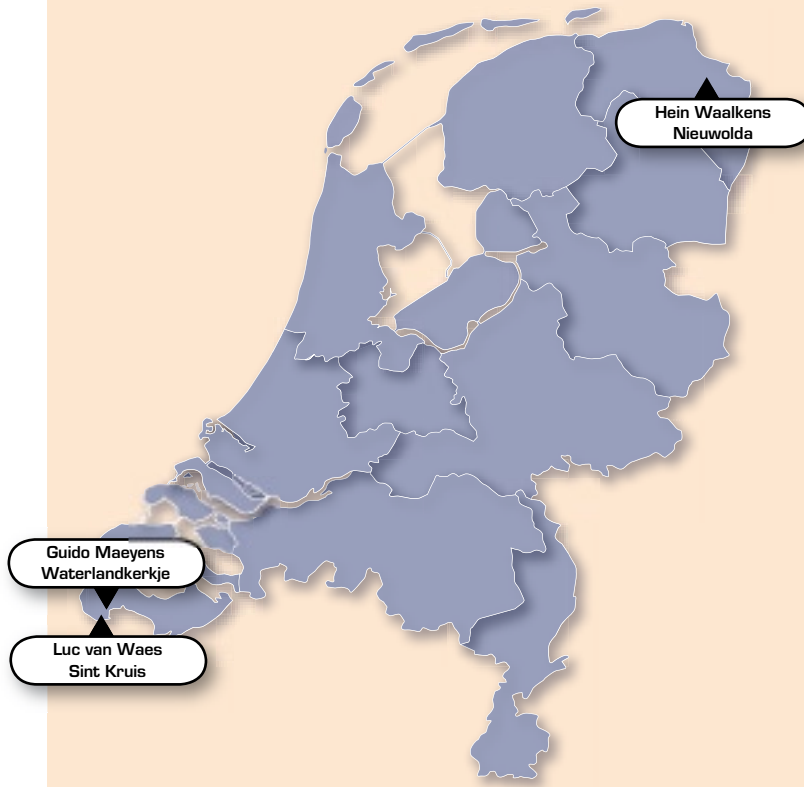 Hein Waalkens
Nieuwolda
Guido Maeyens
Waterlandkerkje
Luc van Waes
Sint Kruis